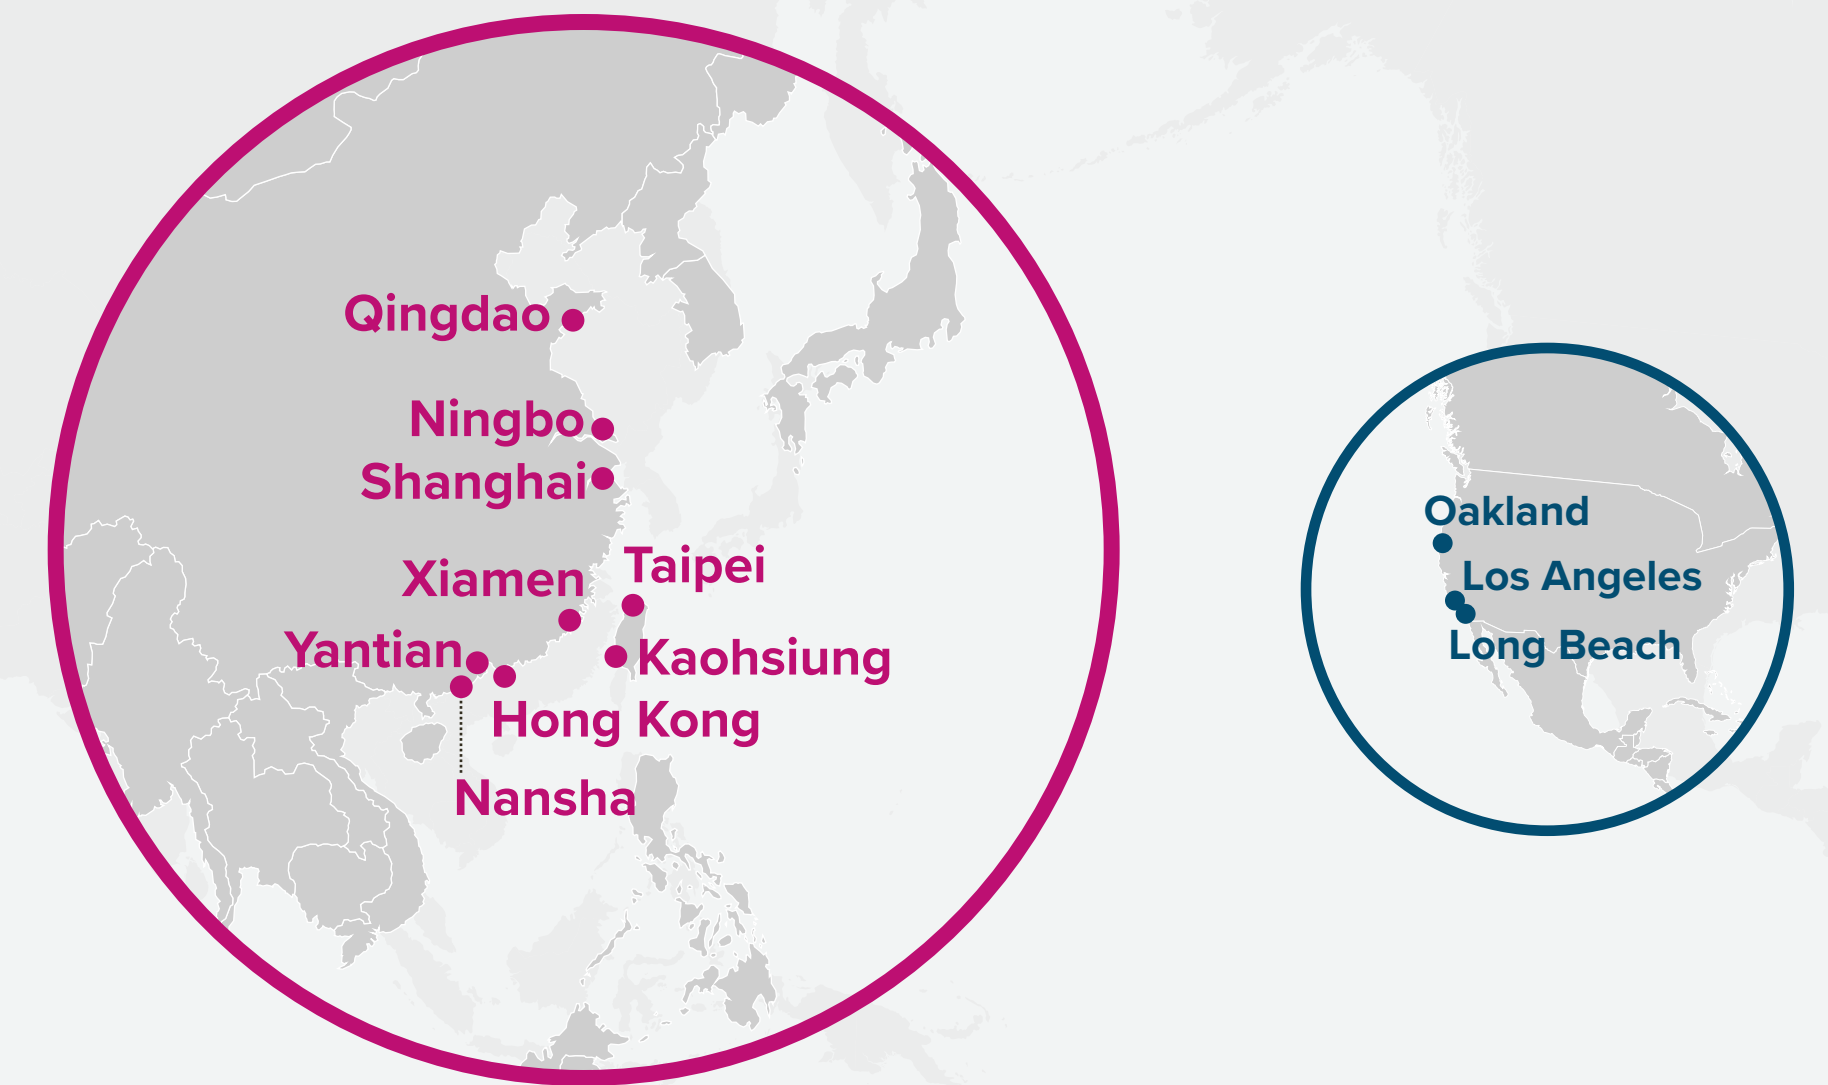 Qingdao
Ningbo
Shanghai
Xiamen
Taipei
Yantian
Kaohsiung
Hong Kong
Nansha
Oakland
Los Angeles
Long Beach